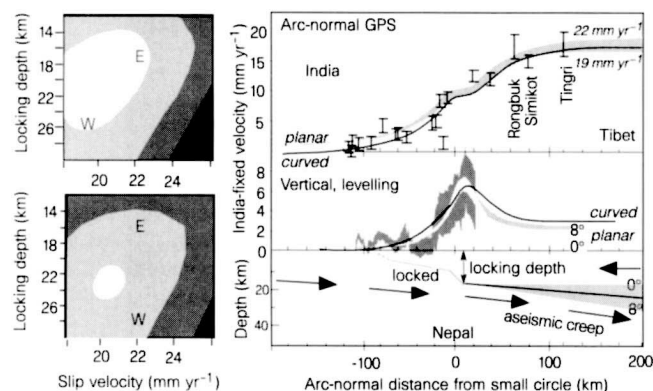 Locking depth (km)
14
18
22
26
E
W
20 22 24
Locking depth (km)
14
18
22
26
E
W
20 22 24
Slip velocity (mm yr⁻¹)
India-fixed velocity (mm yr⁻¹)
20
15
10
5
Arc-normal GPS
India
22 mm yr⁻¹
19 mm yr⁻¹
Rongbuk
Simikot
Tingri
planar
Tibet
curved
8
6
4
2
0
Vertical, levelling
curved
8°
0° planar
Depth (km)
20
50
locked
locking depth
0°
8°
aseismic creep
Nepal
-100 0 100 200
Arc-normal distance from small circle (km)